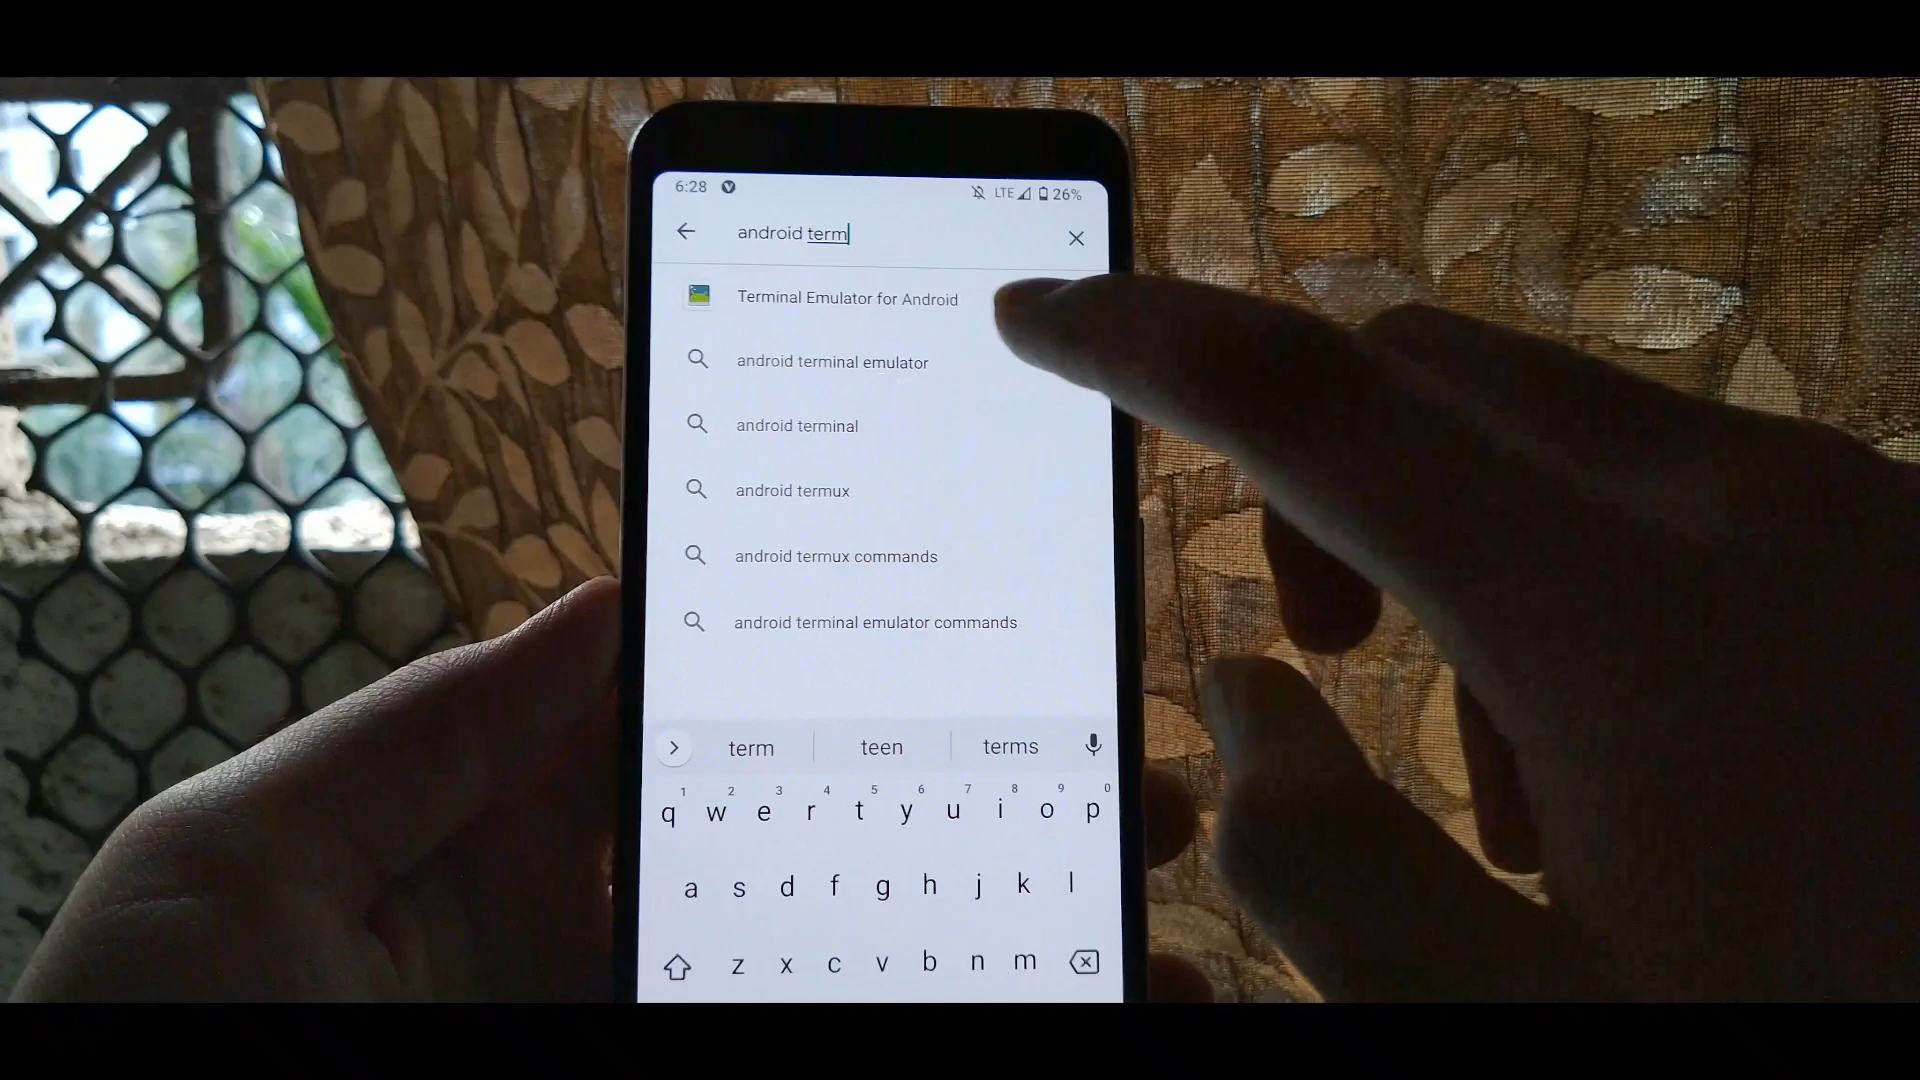 6:28 LTE 26%
android term
Terminal Emulator for Android
android terminal emulator
android terminal
android termux
android termux commands
android terminal emulator commands
term teen terms
1 2 3 4 5 6 7 8 9 0
q w e r t y u i o p
a s d f g h j k l
z x c v b n m